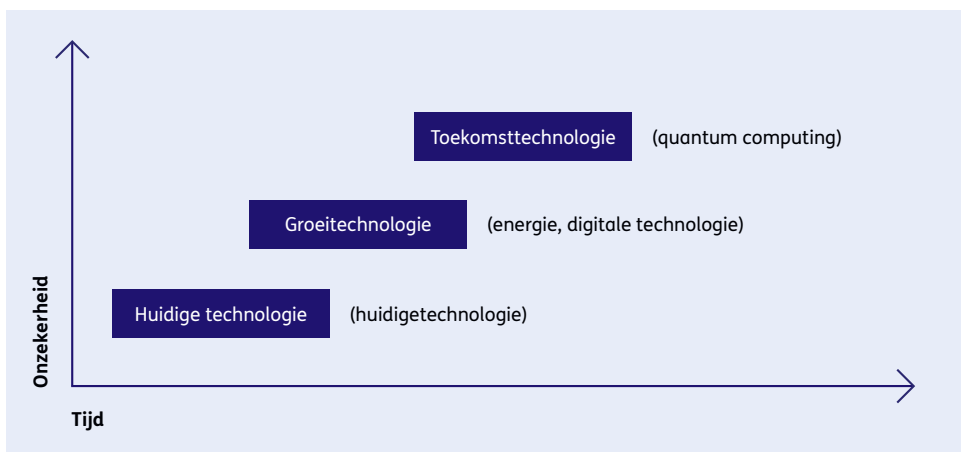 Toekomsttechnologie (quantum computing)
Groeitechnologie (energie, digitale technologie)
Huidige technologie (huidigetechnologie)
Onzekerheid
Tijd